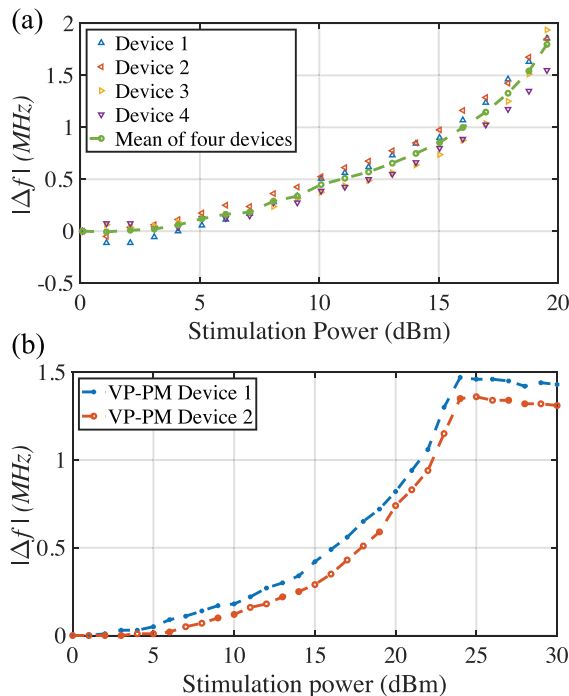 (a)
|Δf| (MHz)
2
1.5
1
0.5
0
-0.5
Device 1
Device 2
Device 3
Device 4
Mean of four devices
0 5 10 15 20
Stimulation Power (dBm)
(b)
|Δf| (MHz)
1.5
1
0.5
0
VP-PM Device 1
VP-PM Device 2
0 5 10 15 20 25 30
Stimulation power (dBm)